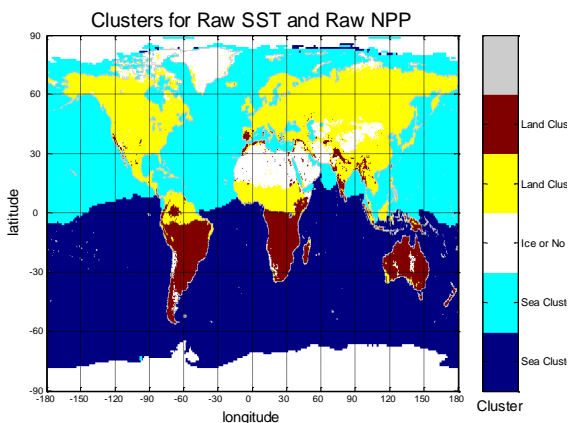 Clusters for Raw SST and Raw NPP
90
60
30
0
-30
-60
-90
latitude
-180 -150 -120 -90 -60 -30 0 30 60 90 120 150 180
longitude
Land Clus
Land Clus
Ice or No
Sea Cluste
Sea Cluste
Cluster